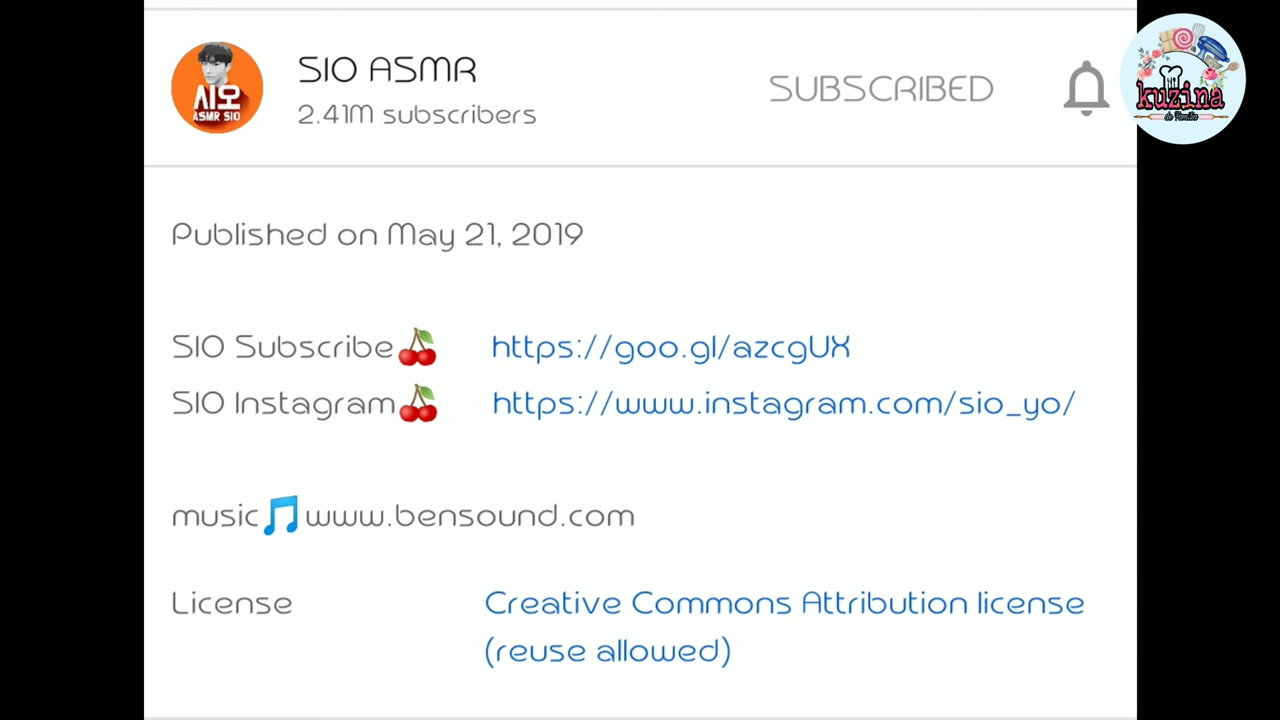 SIO ASMR
2.41M subscribers
SUBSCRIBED
시오
ASMR SIO
kuzina
de Familia
Published on May 21, 2019
SIO Subscribe🍒 https://goo.gl/azcgUX
SIO Instagram🍒 https://www.instagram.com/sio_yo/
music🎵www.bensound.com
License Creative Commons Attribution license
(reuse allowed)